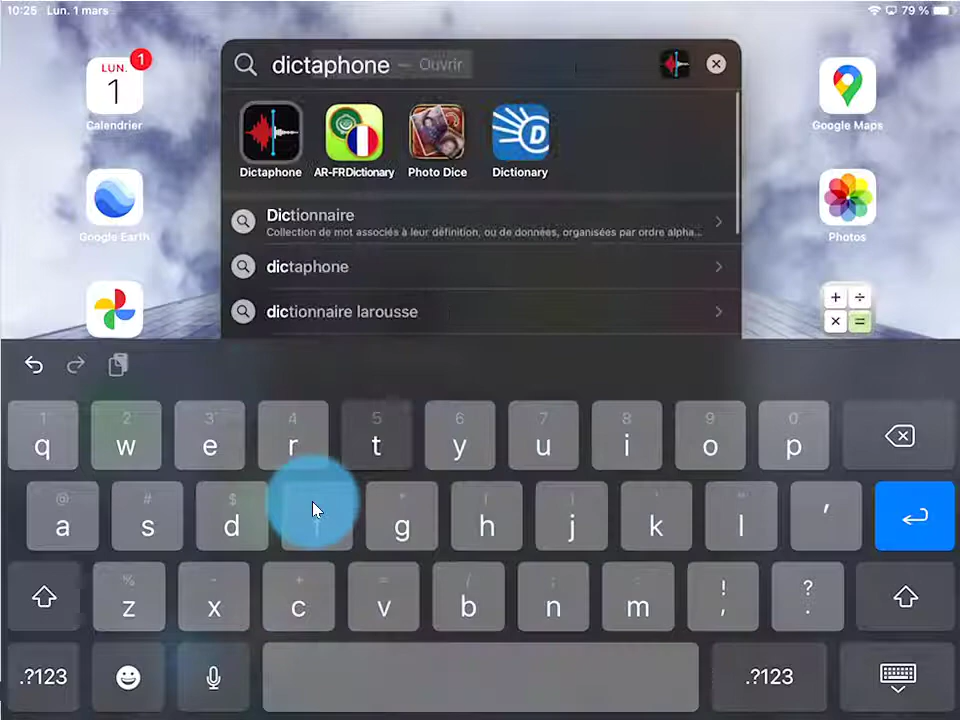 10:25 Lun. 1 mars
79 %
dictaphone — Ouvrir
LUN.
1
1
Calendrier
Google Maps
Dictaphone
AR-FRDictionary
Photo Dice
Dictionary
D
Google Earth
Photos
Dictionnaire
Collection de mot associés à leur définition, ou de données, organisées par ordre alpha...
dictaphone
dictionnaire larousse
+ ÷
× =
1 2 3 4 5 6 7 8 9 0
q w e r t y u i o p
@ # $
a s d f g h j k l '
% - + = / ; :
z x c v b n m ! , ? .
.?123
.?123